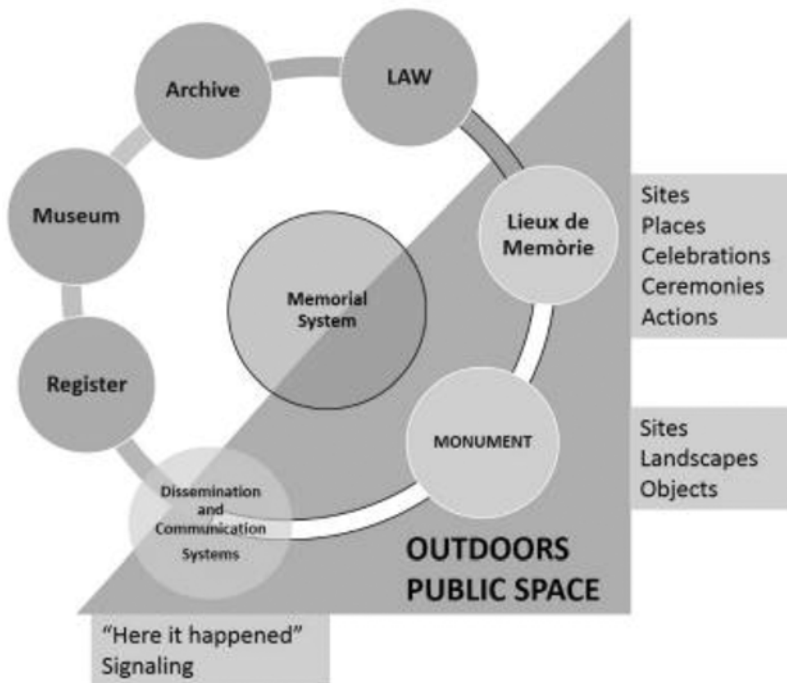 Archive
LAW
Museum
Lieux de
Memòrie
Sites
Places
Celebrations
Ceremonies
Actions
Memorial
System
Register
MONUMENT
Sites
Landscapes
Objects
Dissemination
and
Communication
Systems
OUTDOORS
PUBLIC SPACE
“Here it happened”
Signaling